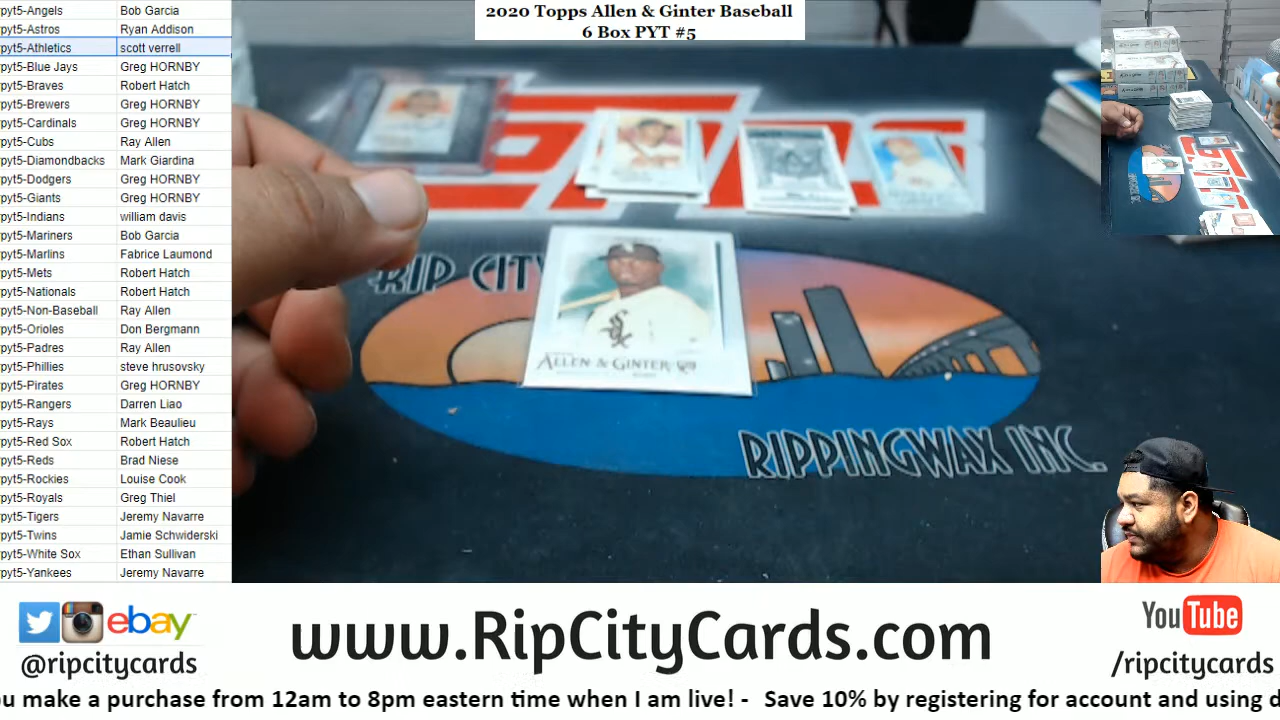 2020 Topps Allen & Ginter Baseball
6 Box PYT #5
pyt5-Angels Bob Garcia
pyt5-Astros Ryan Addison
pyt5-Athletics scott verrell
pyt5-Blue Jays Greg HORNBY
pyt5-Braves Robert Hatch
pyt5-Brewers Greg HORNBY
pyt5-Cardinals Greg HORNBY
pyt5-Cubs Ray Allen
pyt5-Diamondbacks Mark Giardina
pyt5-Dodgers Greg HORNBY
pyt5-Giants Greg HORNBY
pyt5-Indians william davis
pyt5-Mariners Bob Garcia
pyt5-Marlins Fabrice Laumond
pyt5-Mets Robert Hatch
pyt5-Nationals Robert Hatch
pyt5-Non-Baseball Ray Allen
pyt5-Orioles Don Bergmann
pyt5-Padres Ray Allen
pyt5-Phillies steve hrusovsky
pyt5-Pirates Greg HORNBY
pyt5-Rangers Darren Liao
pyt5-Rays Mark Beaulieu
pyt5-Red Sox Robert Hatch
pyt5-Reds Brad Niese
pyt5-Rockies Louise Cook
pyt5-Royals Greg Thiel
pyt5-Tigers Jeremy Navarre
pyt5-Twins Jamie Schwiderski
pyt5-White Sox Ethan Sullivan
pyt5-Yankees Jeremy Navarre
RIP CITY
Sox
ALLEN & GINTER
RIPPINGWAX INC.
ebay
@ripcitycards
www.RipCityCards.com
YouTube
/ripcitycards
ou make a purchase from 12am to 8pm eastern time when I am live! - Save 10% by registering for account and using d